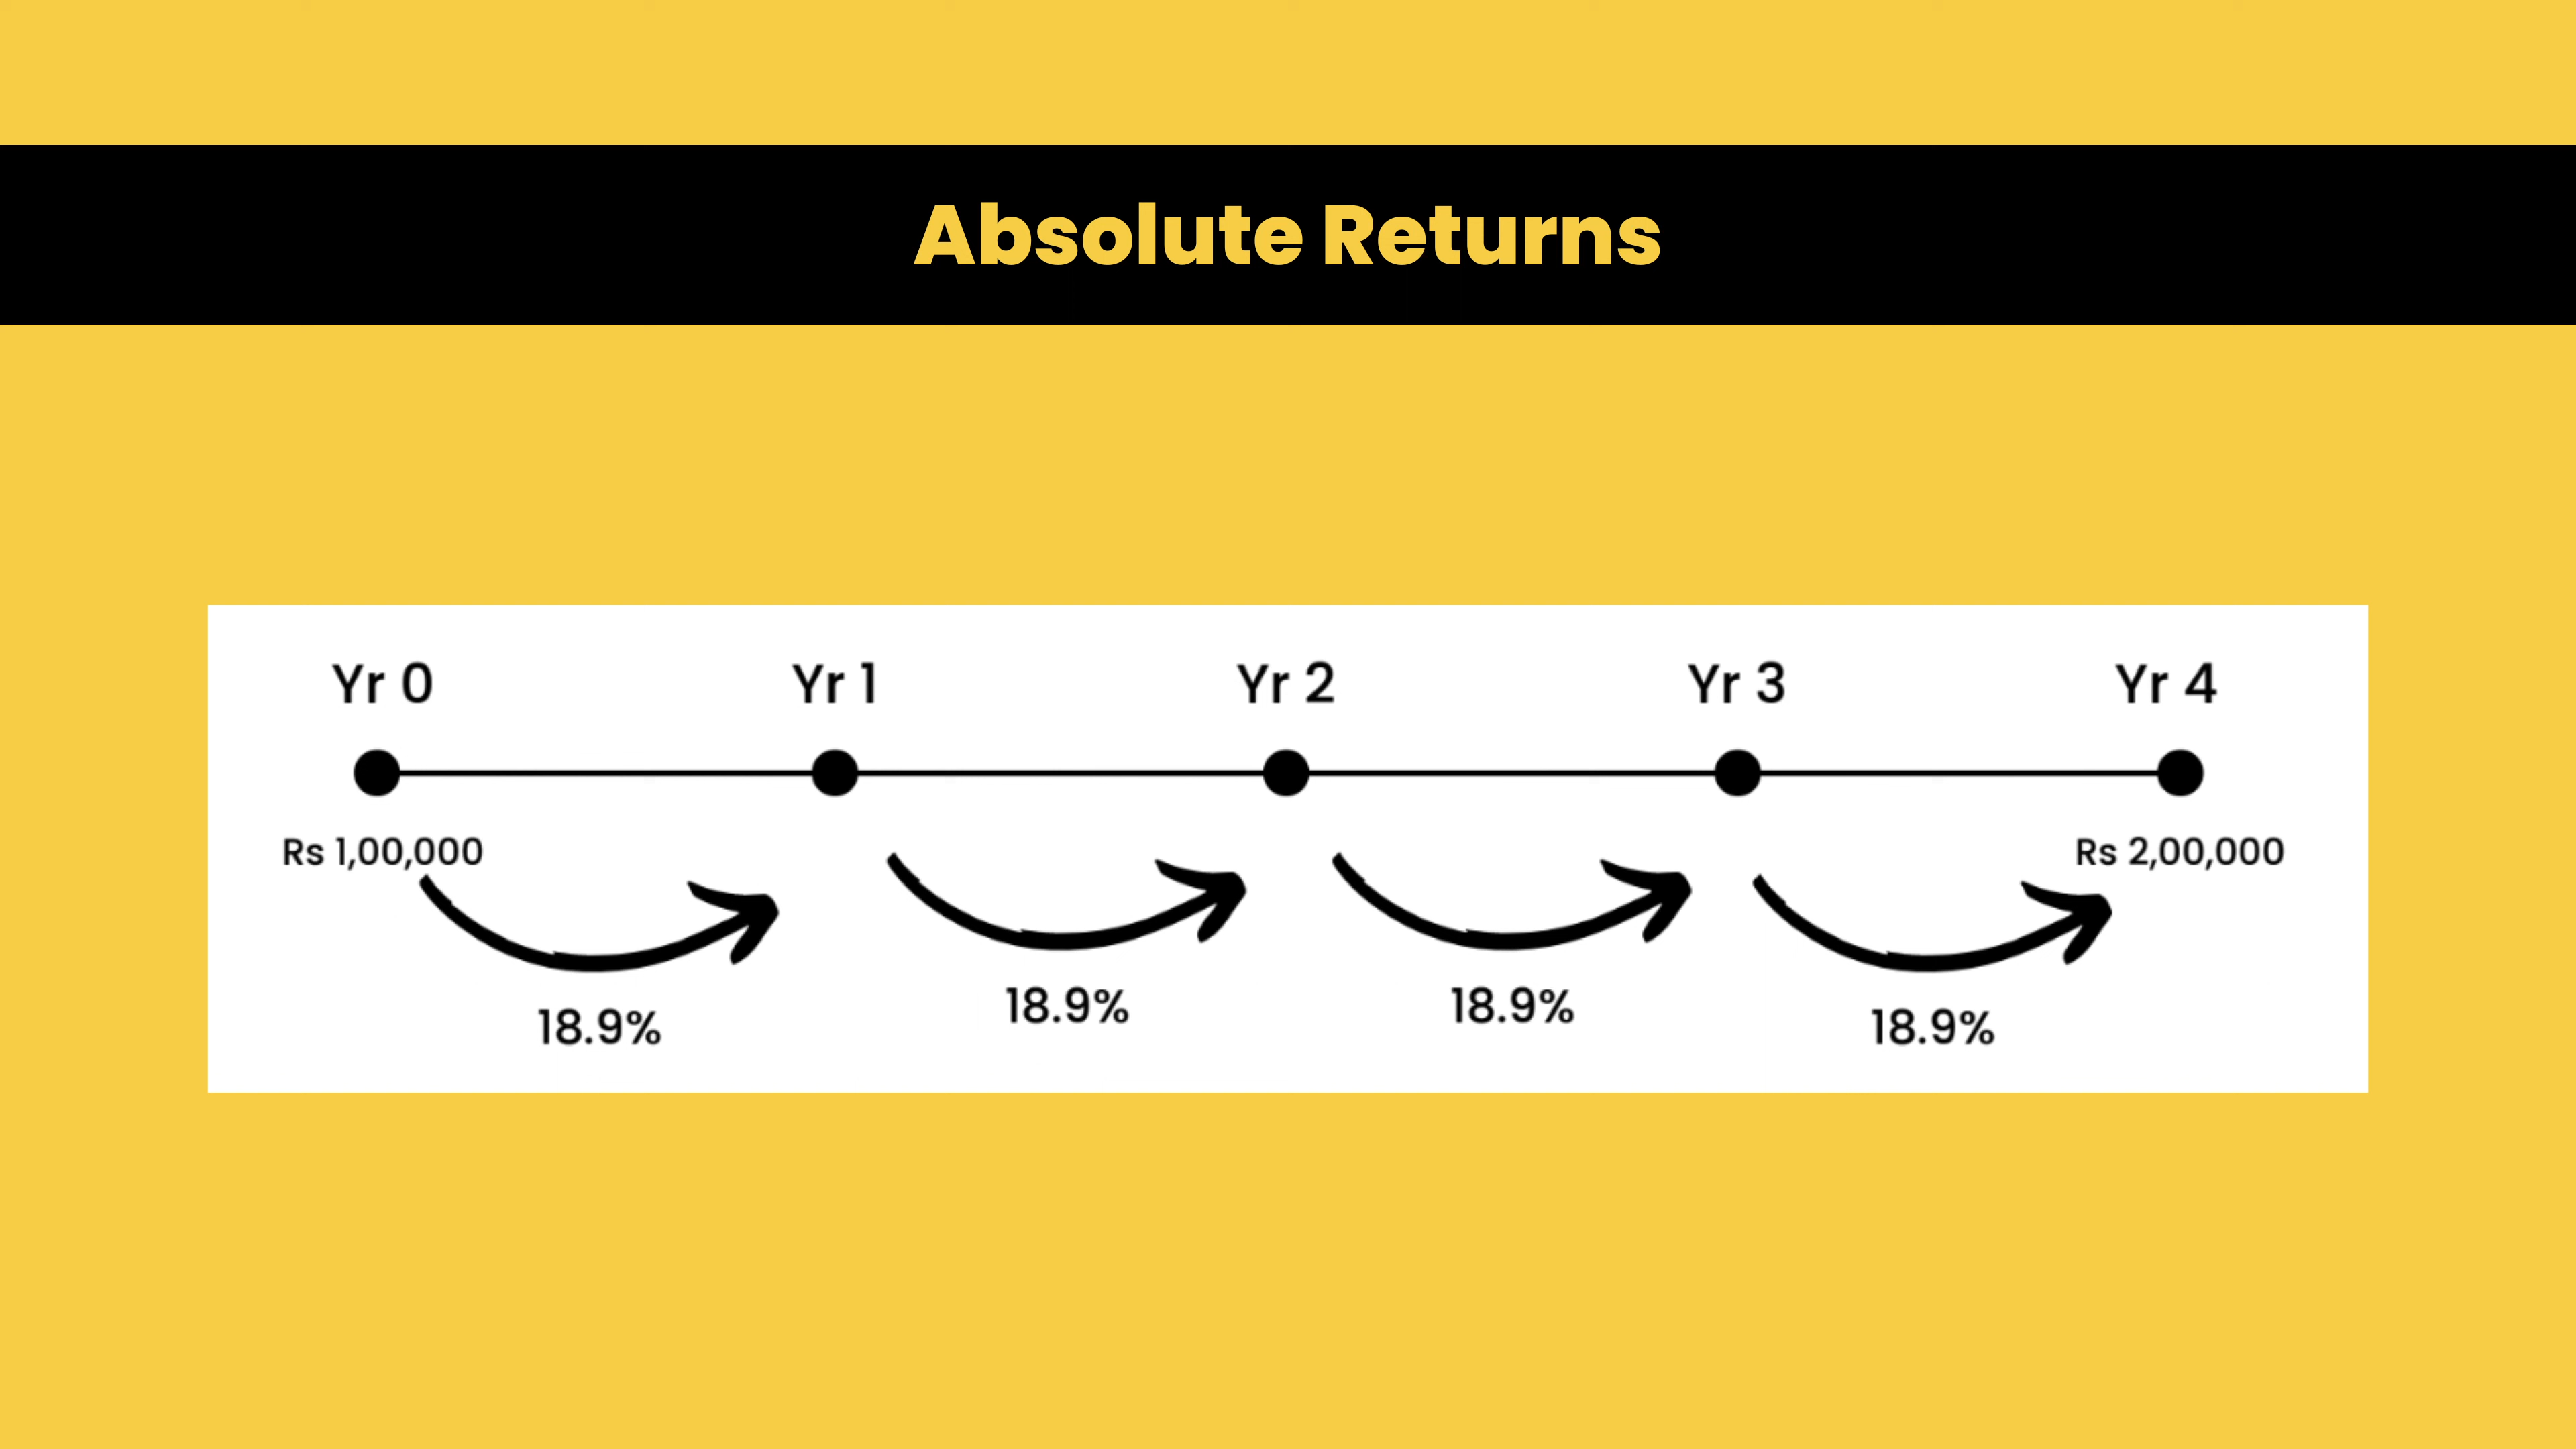 Absolute Returns
Yr 0 Yr 1 Yr 2 Yr 3 Yr 4
Rs 1,00,000 Rs 2,00,000
18.9% 18.9% 18.9% 18.9%